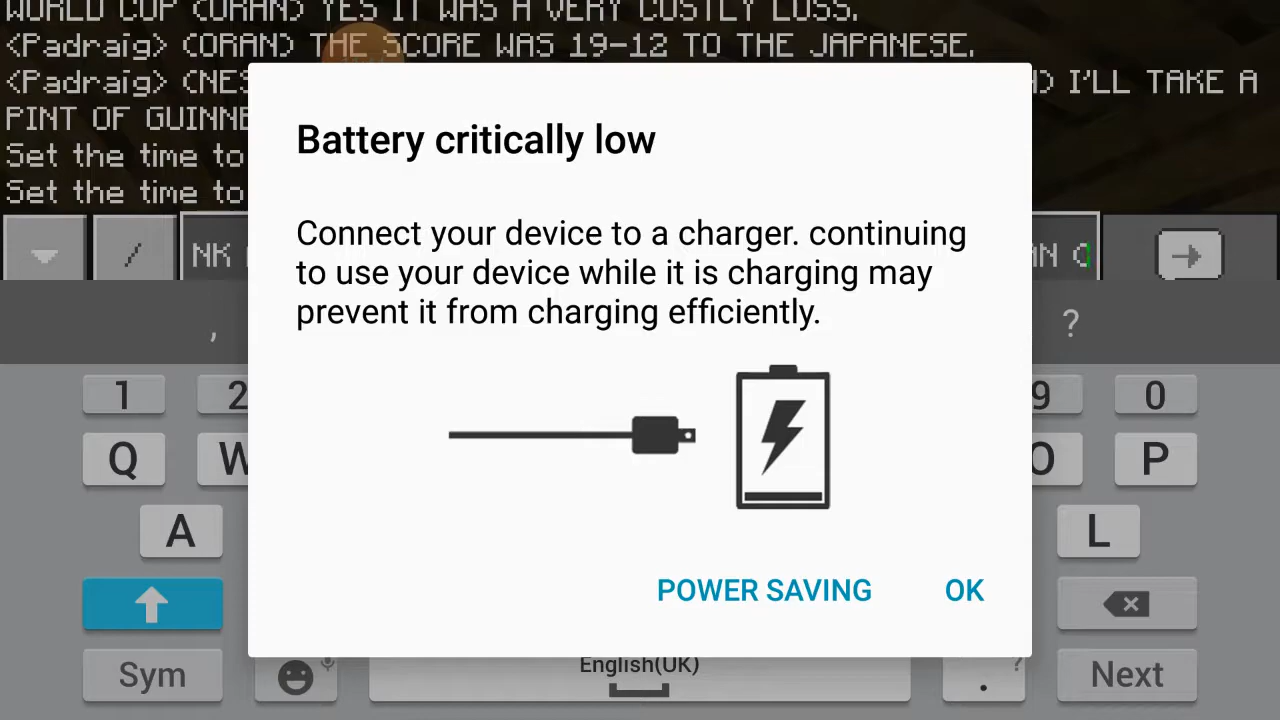 WORLD CUP (ORAN) YES IT WAS A VERY COSTLY LOSS.
<Padraig> (ORAN) THE SCORE WAS 19-12 TO THE JAPANESE.
<Padraig> I'LL TAKE A
PINT OF
Set the time to
Set the time to
/ NK
Battery critically low
Connect your device to a charger. continuing
to use your device while it is charging may
prevent it from charging efficiently.
POWER SAVING OK
, ?
1 2 9 0
Q W O P
A L
Sym English(UK) . ? Next